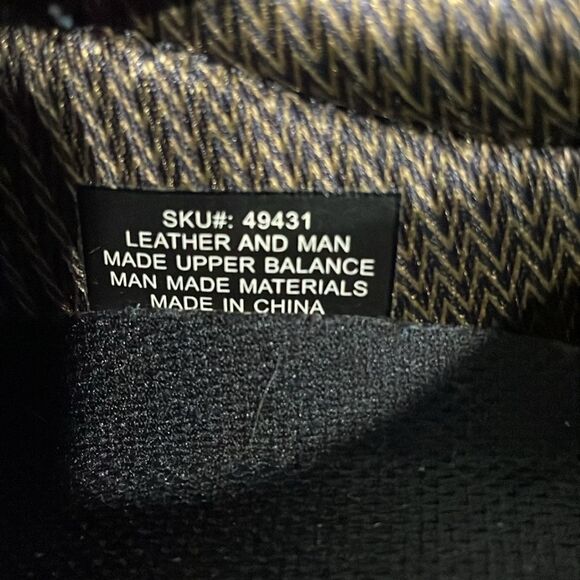 SKU#: 49431
LEATHER AND MAN
MADE UPPER BALANCE
MAN MADE MATERIALS
MADE IN CHINA